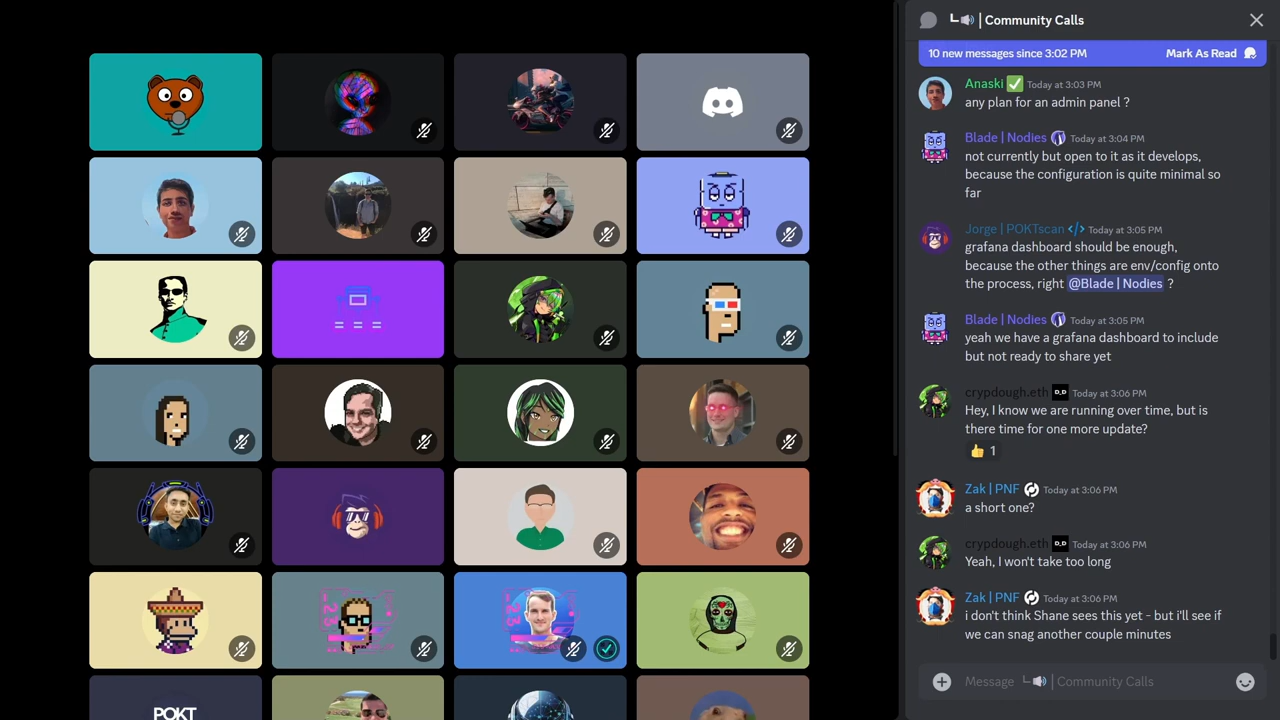 | Community Calls
10 new messages since 3:02 PM Mark As Read
Anaski Today at 3:03 PM
any plan for an admin panel ?
Blade | Nodies Today at 3:04 PM
not currently but open to it as it develops,
because the configuration is quite minimal so
far
Jorge | POKTscan </> Today at 3:05 PM
grafana dashboard should be enough,
because the other things are env/config onto
the process, right @Blade | Nodies ?
Blade | Nodies Today at 3:05 PM
yeah we have a grafana dashboard to include
but not ready to share yet
crypdough.eth D_D Today at 3:06 PM
Hey, I know we are running over time, but is
there time for one more update?
👍 1
Zak | PNF Today at 3:06 PM
a short one?
crypdough.eth D_D Today at 3:06 PM
Yeah, I won't take too long
Zak | PNF Today at 3:06 PM
i don't think Shane sees this yet - but i'll see if
we can snag another couple minutes
Message | Community Calls
POKT